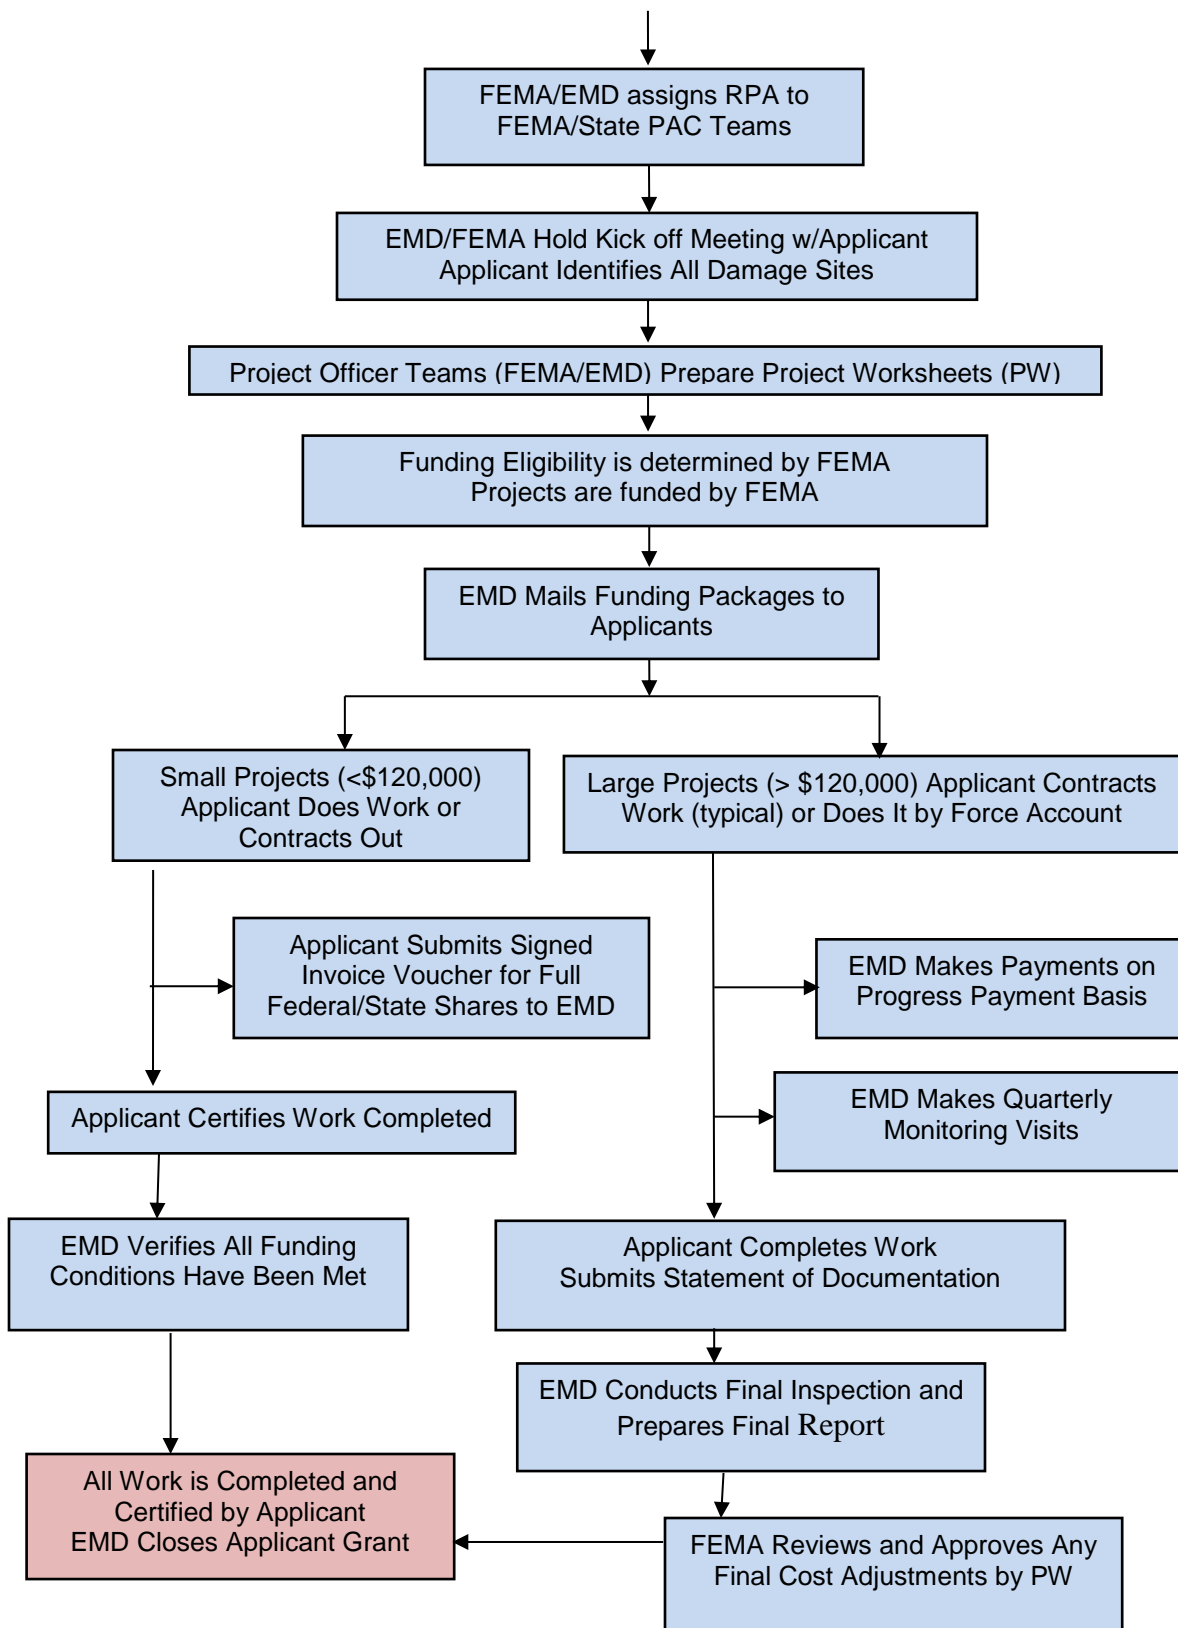 FEMA/EMD assigns RPA to
FEMA/State PAC Teams
EMD/FEMA Hold Kick off Meeting w/Applicant
Applicant Identifies All Damage Sites
Project Officer Teams (FEMA/EMD) Prepare Project Worksheets (PW)
Funding Eligibility is determined by FEMA
Projects are funded by FEMA
EMD Mails Funding Packages to
Applicants
Small Projects (<$120,000)
Applicant Does Work or
Contracts Out
Large Projects (> $120,000) Applicant Contracts
Work (typical) or Does It by Force Account
Applicant Submits Signed
Invoice Voucher for Full
Federal/State Shares to EMD
EMD Makes Payments on
Progress Payment Basis
EMD Makes Quarterly
Monitoring Visits
Applicant Certifies Work Completed
EMD Verifies All Funding
Conditions Have Been Met
Applicant Completes Work
Submits Statement of Documentation
EMD Conducts Final Inspection and
Prepares Final Report
All Work is Completed and
Certified by Applicant
EMD Closes Applicant Grant
FEMA Reviews and Approves Any
Final Cost Adjustments by PW